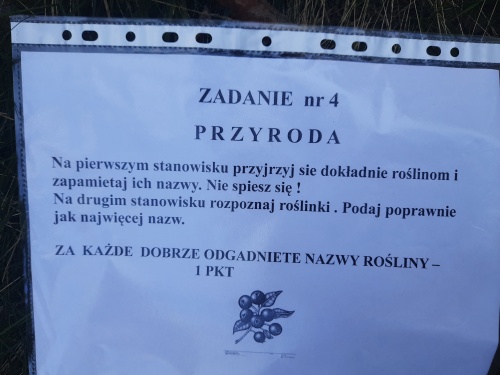 ZADANIE nr 4
P R Z Y R O D A
Na pierwszym stanowisku przyjrzyj sie dokładnie roślinom i
zapamietaj ich nazwy. Nie spiesz się !
Na drugim stanowisku rozpoznaj roślinki . Podaj poprawnie
jak najwięcej nazw.
ZA KAŻDE DOBRZE ODGADNIETE NAZWY ROŚLINY –
1 PKT